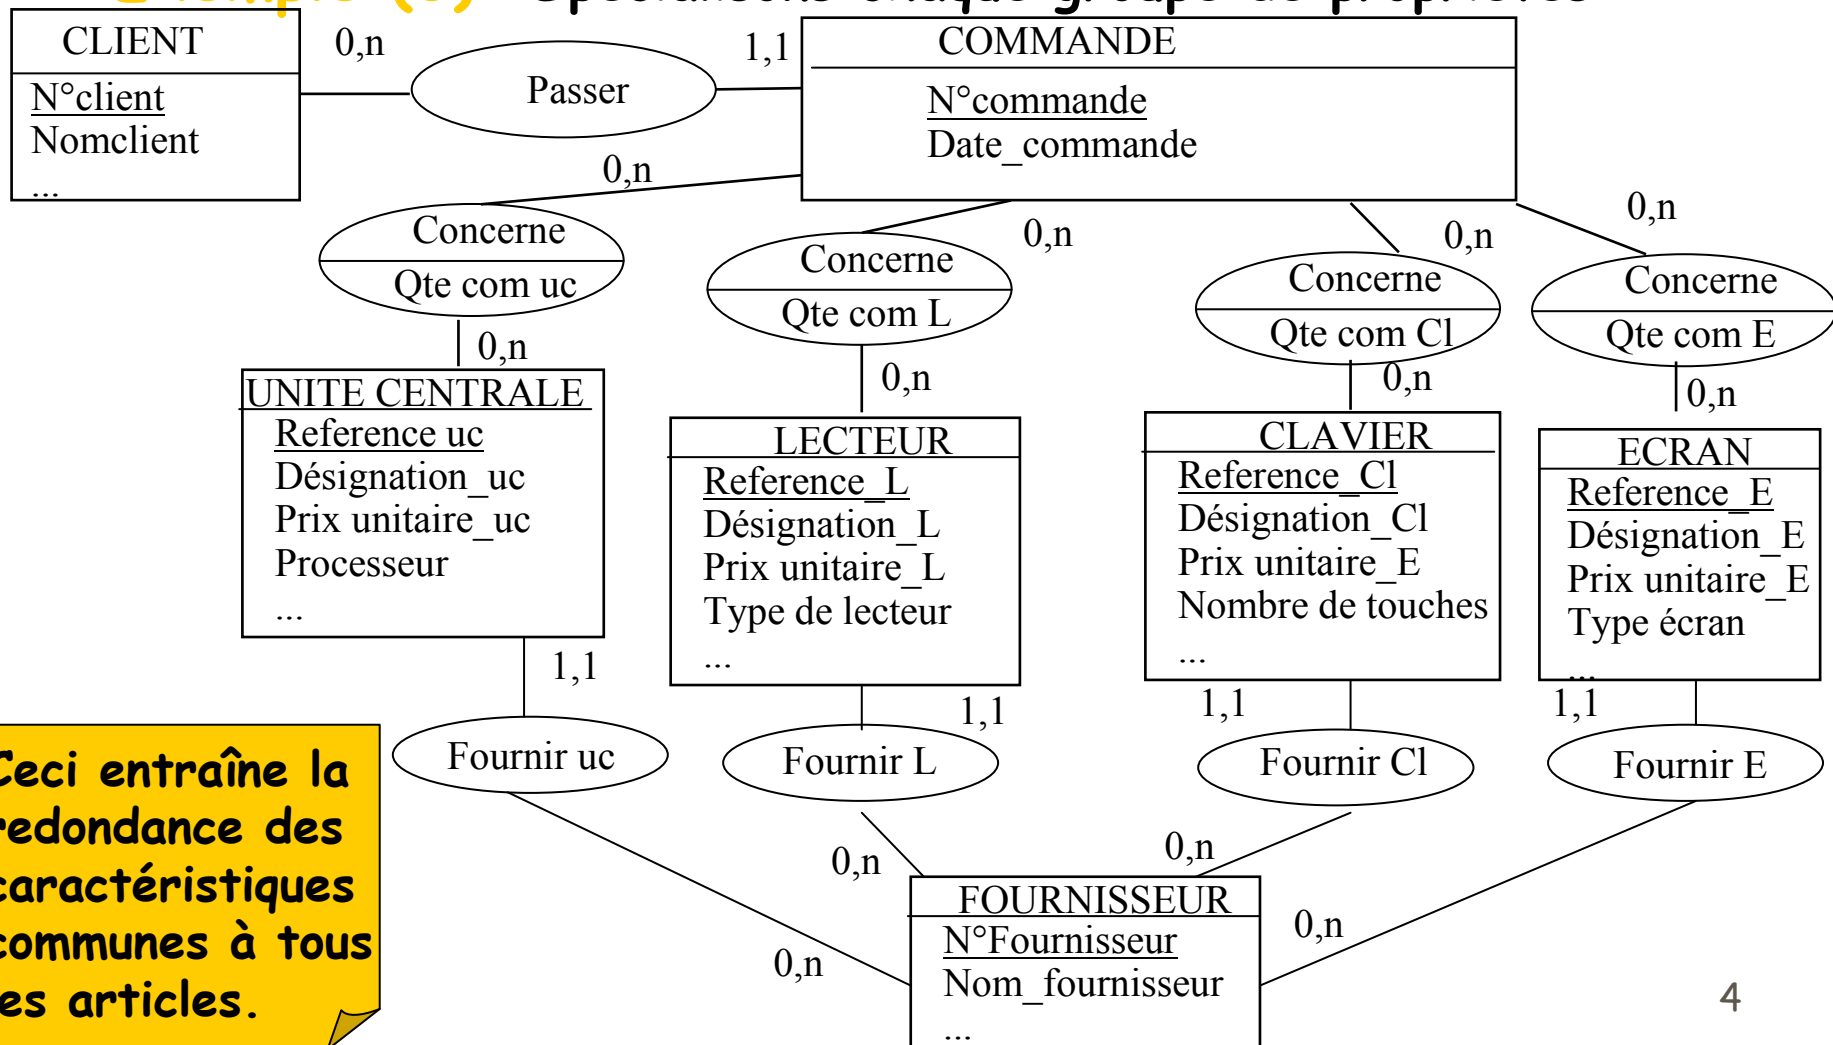 Spécialisons chaque groupe de propriétés
CLIENT
N°client
Nomclient
...
0,n
Passer
1,1
COMMANDE
N°commande
Date_commande
0,n
Concerne
Qte com uc
0,n
0,n
Concerne
Qte com L
0,n
0,n
Concerne
Qte com Cl
0,n
0,n
Concerne
Qte com E
0,n
UNITE CENTRALE
Reference uc
Désignation_uc
Prix unitaire_uc
Processeur
...
LECTEUR
Reference_L
Désignation_L
Prix unitaire_L
Type de lecteur
...
CLAVIER
Reference_Cl
Désignation_Cl
Prix unitaire_E
Nombre de touches
...
ECRAN
Reference_E
Désignation_E
Prix unitaire_E
Type écran
...
1,1
Fournir uc
0,n
1,1
Fournir L
0,n
1,1
Fournir Cl
0,n
1,1
Fournir E
0,n
FOURNISSEUR
N°Fournisseur
Nom_fournisseur
...
Ceci entraîne la
redondance des
caractéristiques
communes à tous
les articles.
4